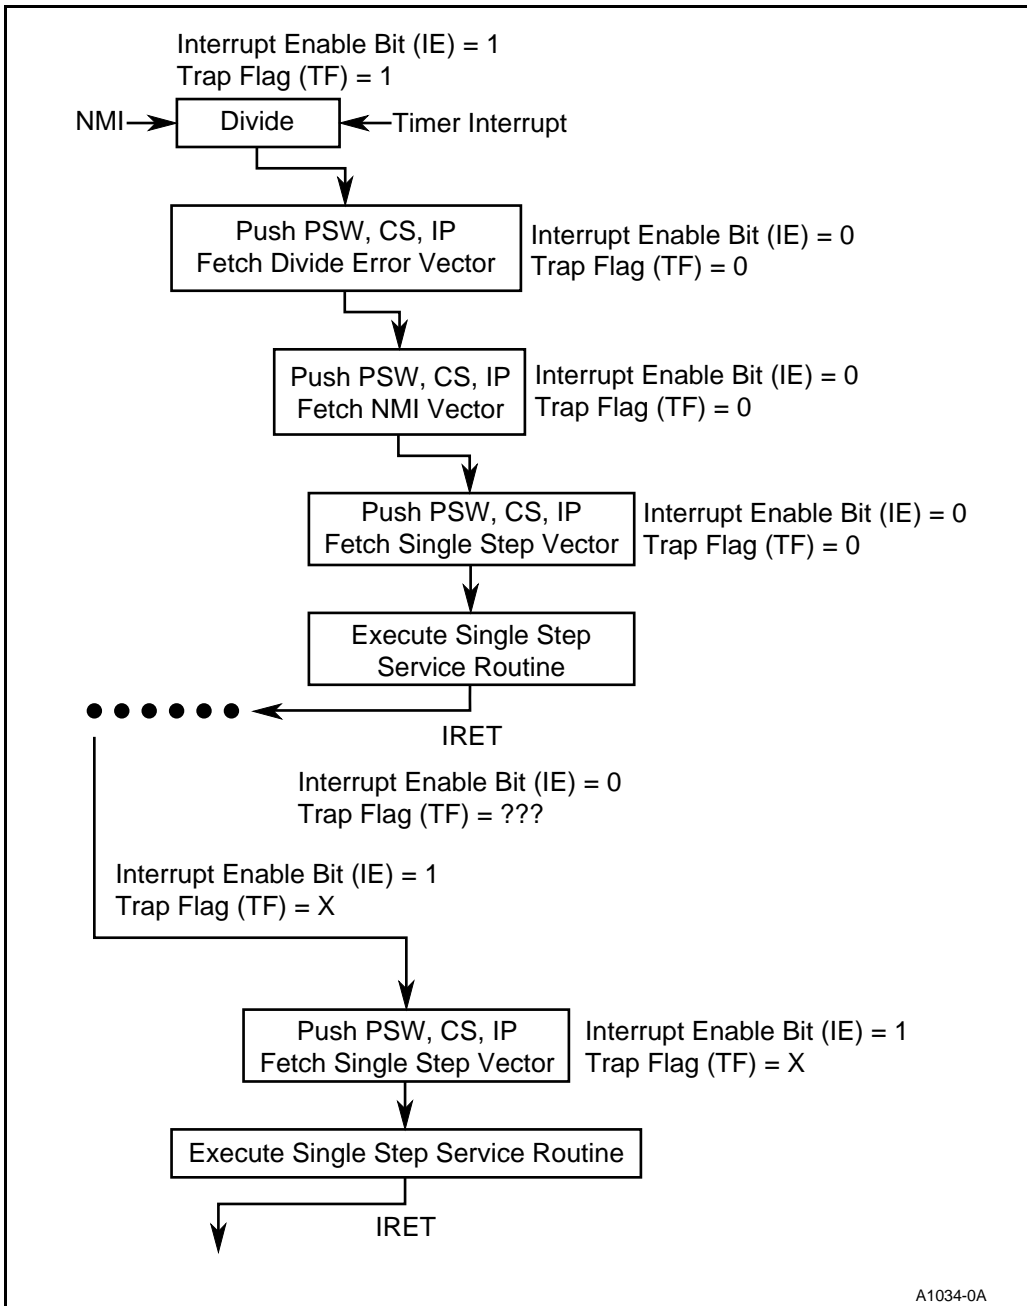 Interrupt Enable Bit (IE) = 1
Trap Flag (TF) = 1
NMI
Divide
Timer Interrupt
Push PSW, CS, IP
Fetch Divide Error Vector
Interrupt Enable Bit (IE) = 0
Trap Flag (TF) = 0
Push PSW, CS, IP
Fetch NMI Vector
Interrupt Enable Bit (IE) = 0
Trap Flag (TF) = 0
Push PSW, CS, IP
Fetch Single Step Vector
Interrupt Enable Bit (IE) = 0
Trap Flag (TF) = 0
Execute Single Step
Service Routine
IRET
Interrupt Enable Bit (IE) = 0
Trap Flag (TF) = ???
Interrupt Enable Bit (IE) = 1
Trap Flag (TF) = X
Push PSW, CS, IP
Fetch Single Step Vector
Interrupt Enable Bit (IE) = 1
Trap Flag (TF) = X
Execute Single Step Service Routine
IRET
A1034-0A